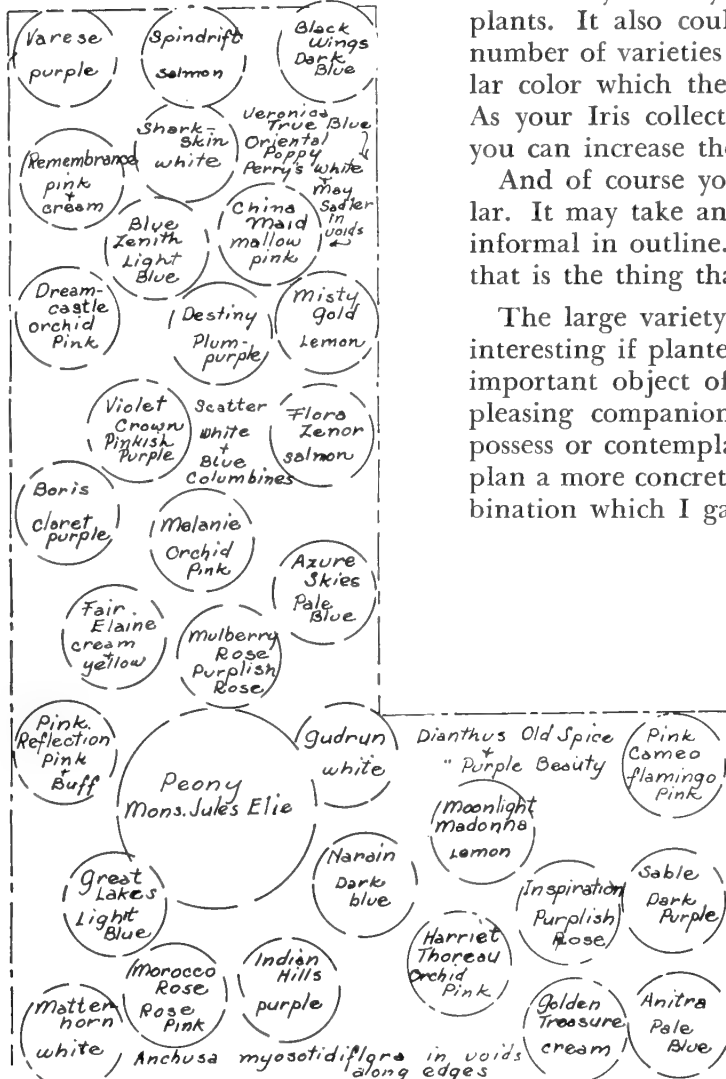 Varese
purple
Spindrift
salmon
Black
Wings
Dark
Blue
Shark-
Skin
white
Veronica
True Blue
Oriental
Poppy
Perry's White
+
May
Sadler
in
voids
Remembrance
pink
+
cream
Blue
Zenith
Light
Blue
China
Maid
mallow
pink
Dream-
castle
orchid
Pink
Destiny
Plum-
purple
Misty
Gold
Lemon
Violet
Crown
Pinkish
Purple
Scatter
white
+
Blue
Columbines
Flora
Zenor
salmon
Boris
claret
purple
Melanie
Orchid
Pink
Azure
Skies
Pale
Blue
Fair
Elaine
cream
yellow
Mulberry
Rose
Purplish
Rose
Pink
Reflection
Pink
+
Buff
Peony
Mons. Jules Elie
Gudrun
white
Dianthus Old Spice
+
" Purple Beauty
Pink
Cameo
flamingo
Pink
Moonlight
Madonna
Lemon
Great
Lakes
Light
Blue
Narain
Dark
blue
Inspiration
Purplish
Rose
Sable
Dark
Purple
Matter
horn
white
Morocco
Rose
Rose
Pink
Indian
Hills
purple
Harriet
Thoreau
Orchid
Pink
Golden
Treasure
cream
Anitra
Pale
Blue
Anchusa myosotidiflora in voids
along edges
plants. It also coul
number of varieties
lar color which the
As your Iris collect
you can increase the
And of course yo
lar. It may take an
informal in outline.
that is the thing tha
The large variety
interesting if plante
important object of
pleasing companion
possess or contempla
plan a more concret
bination which I ga